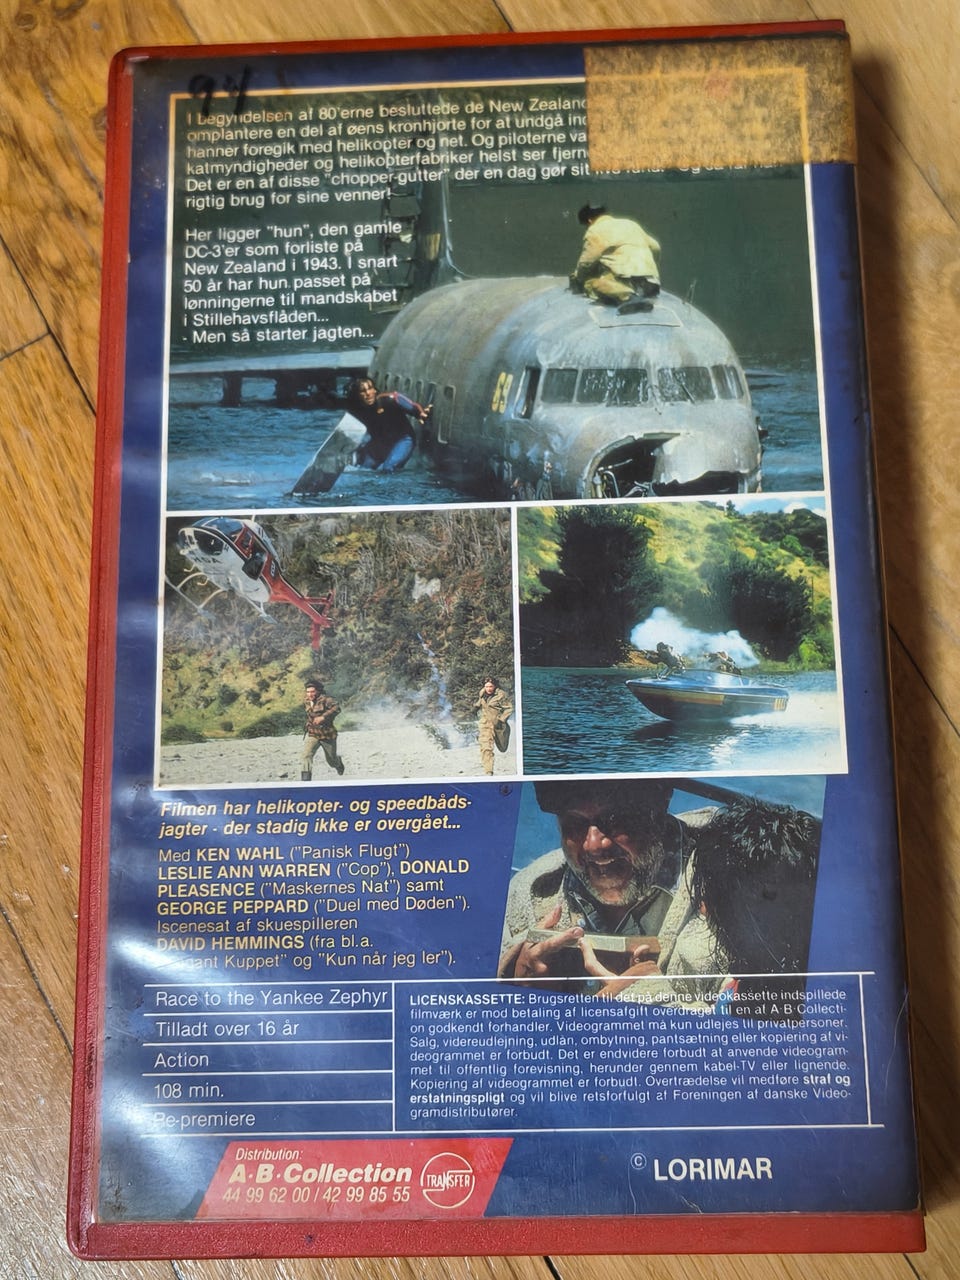 94
I begyndelsen af 80'erne besluttede de New Zealand
omplantere en del af øens kronhjorte for at undgå
hanner foregik med helikopter og net. Og piloterne
katmyndigheder og helikopterfabriker helst ser
Det er en af disse "chopper-gutter" der en dag gør sit
rigtig brug for sine venner!
Her ligger "hun", den gamle
DC-3'er som forliste på
New Zealand i 1943. I snart
50 år har hun passet på
lønningerne til mandskabet
i Stillehavsflåden...
- Men så starter jagten...
Filmen har helikopter- og speedbåds-
jagter - der stadig ikke er overgået...
Med KEN WAHL ("Panisk Flugt")
LESLIE ANN WARREN ("Cop"), DONALD
PLEASENCE ("Maskernes Nat") samt
GEORGE PEPPARD ("Duel med Døden").
Iscenesat af skuespilleren
DAVID HEMMINGS (fra bl.a.
Kuppet" og "Kun når jeg ler").
Race to the Yankee Zephyr
Tilladt over 16 år
Action
108 min.
Re-premiere
LICENSKASSETTE: Brugsretten til det på denne videokassette indspillede
filmværk er mod betaling af licensafgift overdraget til en af A·B·Collecti-
on godkendt forhandler. Videogrammet må kun udlejes til privatpersoner.
Salg, videreudlejning, udlån, ombytning, pantsætning eller kopiering af vi-
deogrammet er forbudt. Det er endvidere forbudt at anvende videogram-
met til offentlig forevisning, herunder gennem kabel-TV eller lignende.
Kopiering af videogrammet er forbudt. Overtrædelse vil medføre straf og
erstatningspligt og vil blive retsforfulgt af Foreningen af danske Video-
gramdistributører.
Distribution:
A·B·Collection
44 99 62 00 / 42 99 85 55
TRANSFER
© LORIMAR